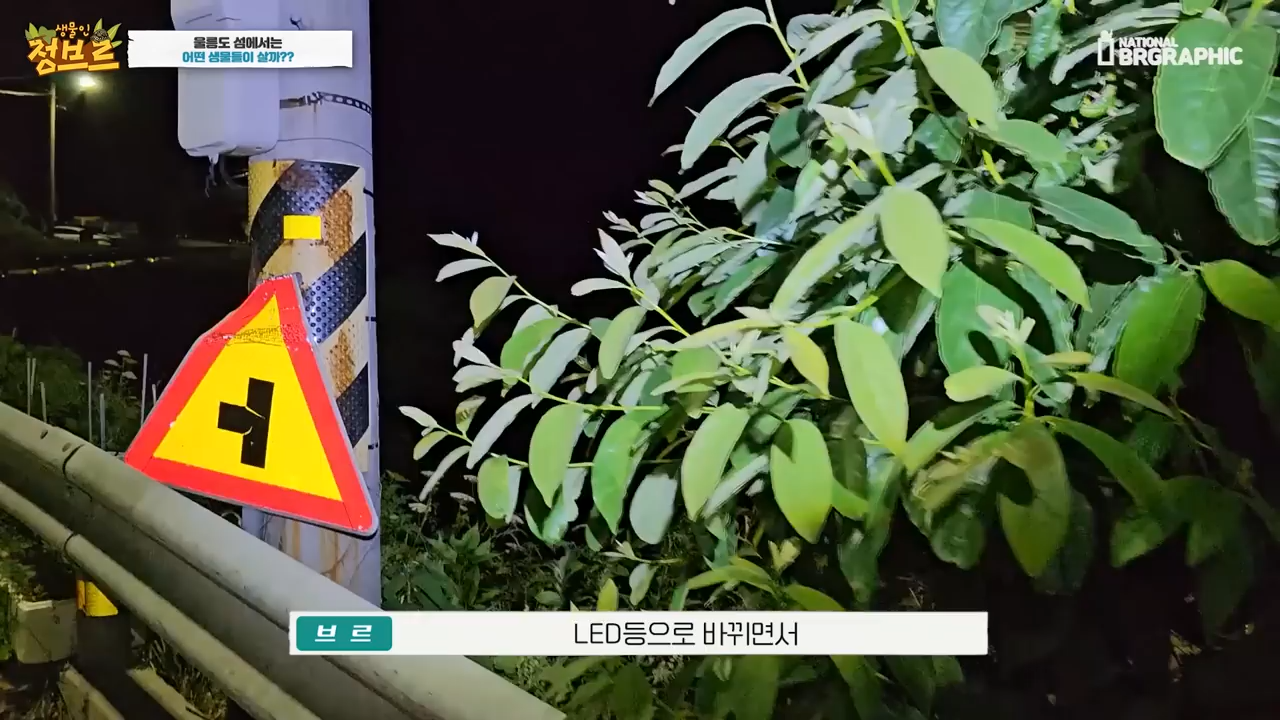 생물인
정브르
울릉도 섬에서는
어떤 생물들이 살까??
NATIONAL
BRGRAPHIC
브르
LED등으로 바뀌면서